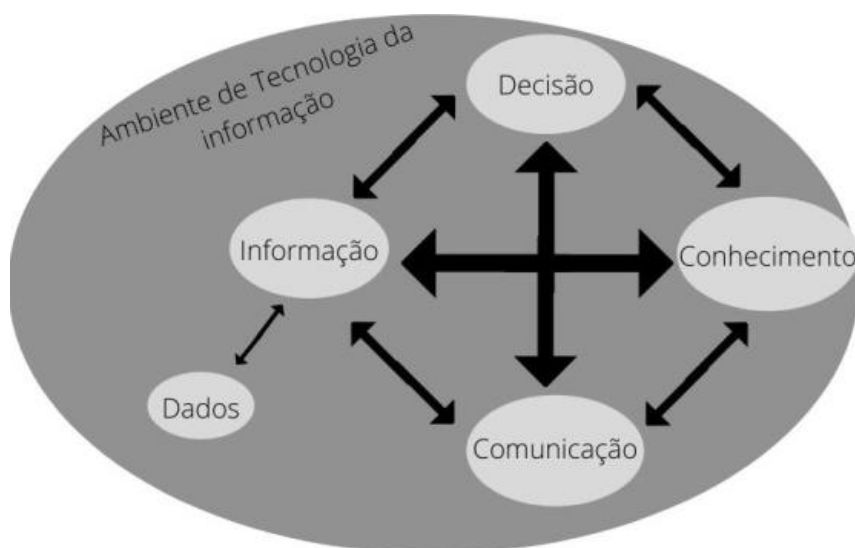 Ambiente de Tecnologia da
informação
Decisão
Informação
Conhecimento
Dados
Comunicação